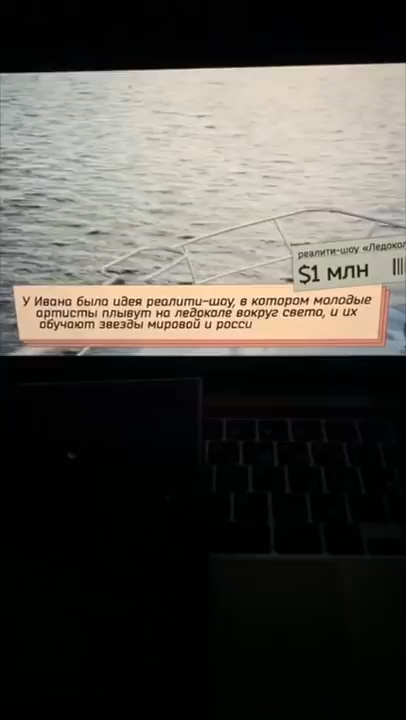 реалити-шоу «Ледокол
$1 МЛН
У Ивана была идея реалити-шоу, в котором молодые
артисты плывут на ледоколе вокруг света, и их
обучают звезды мировой и росси